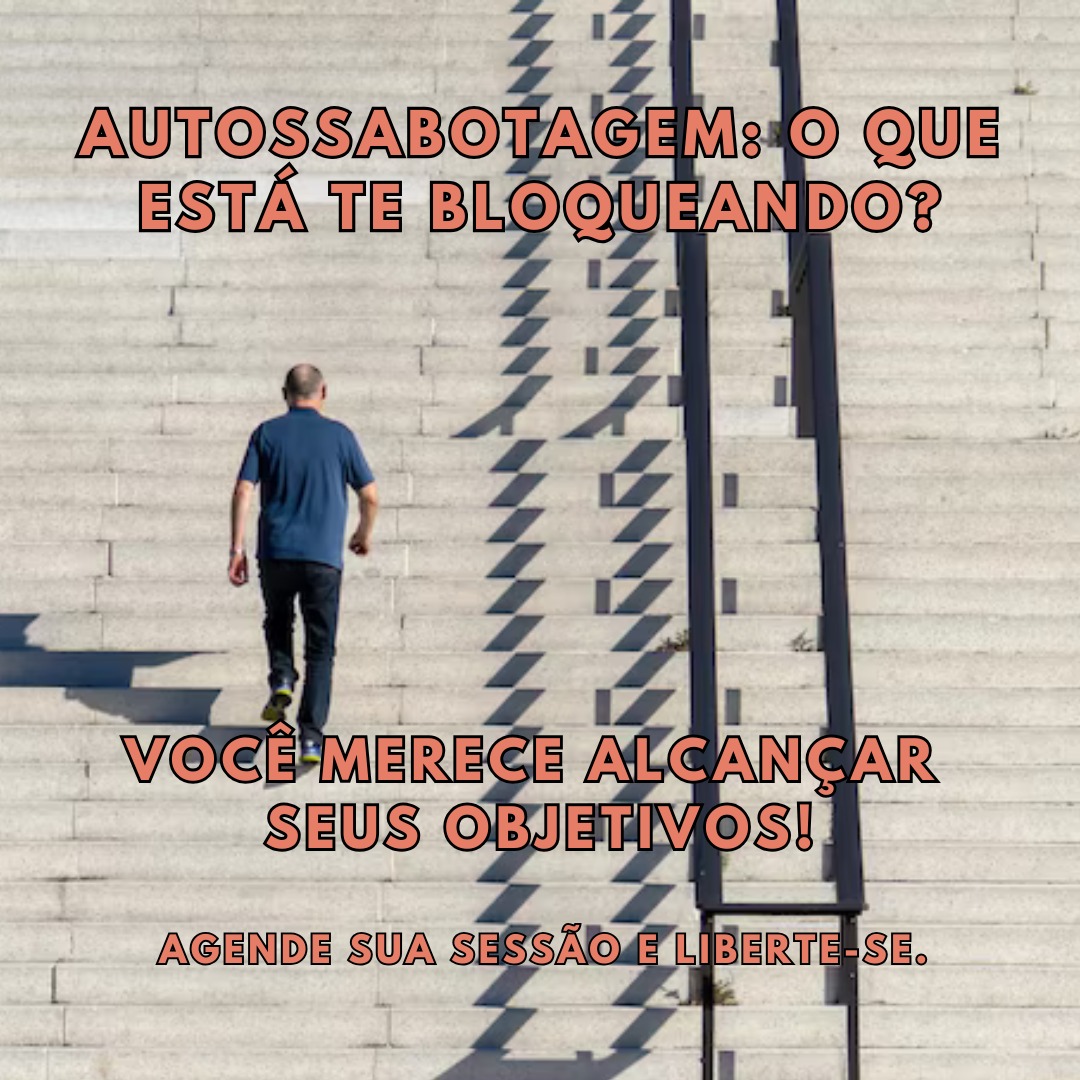 AUTOSSABOTAGEM: O QUE
ESTÁ TE BLOQUEANDO?
VOCÊ MERECE ALCANÇAR
SEUS OBJETIVOS!
AGENDE SUA SESSÃO E LIBERTE-SE.